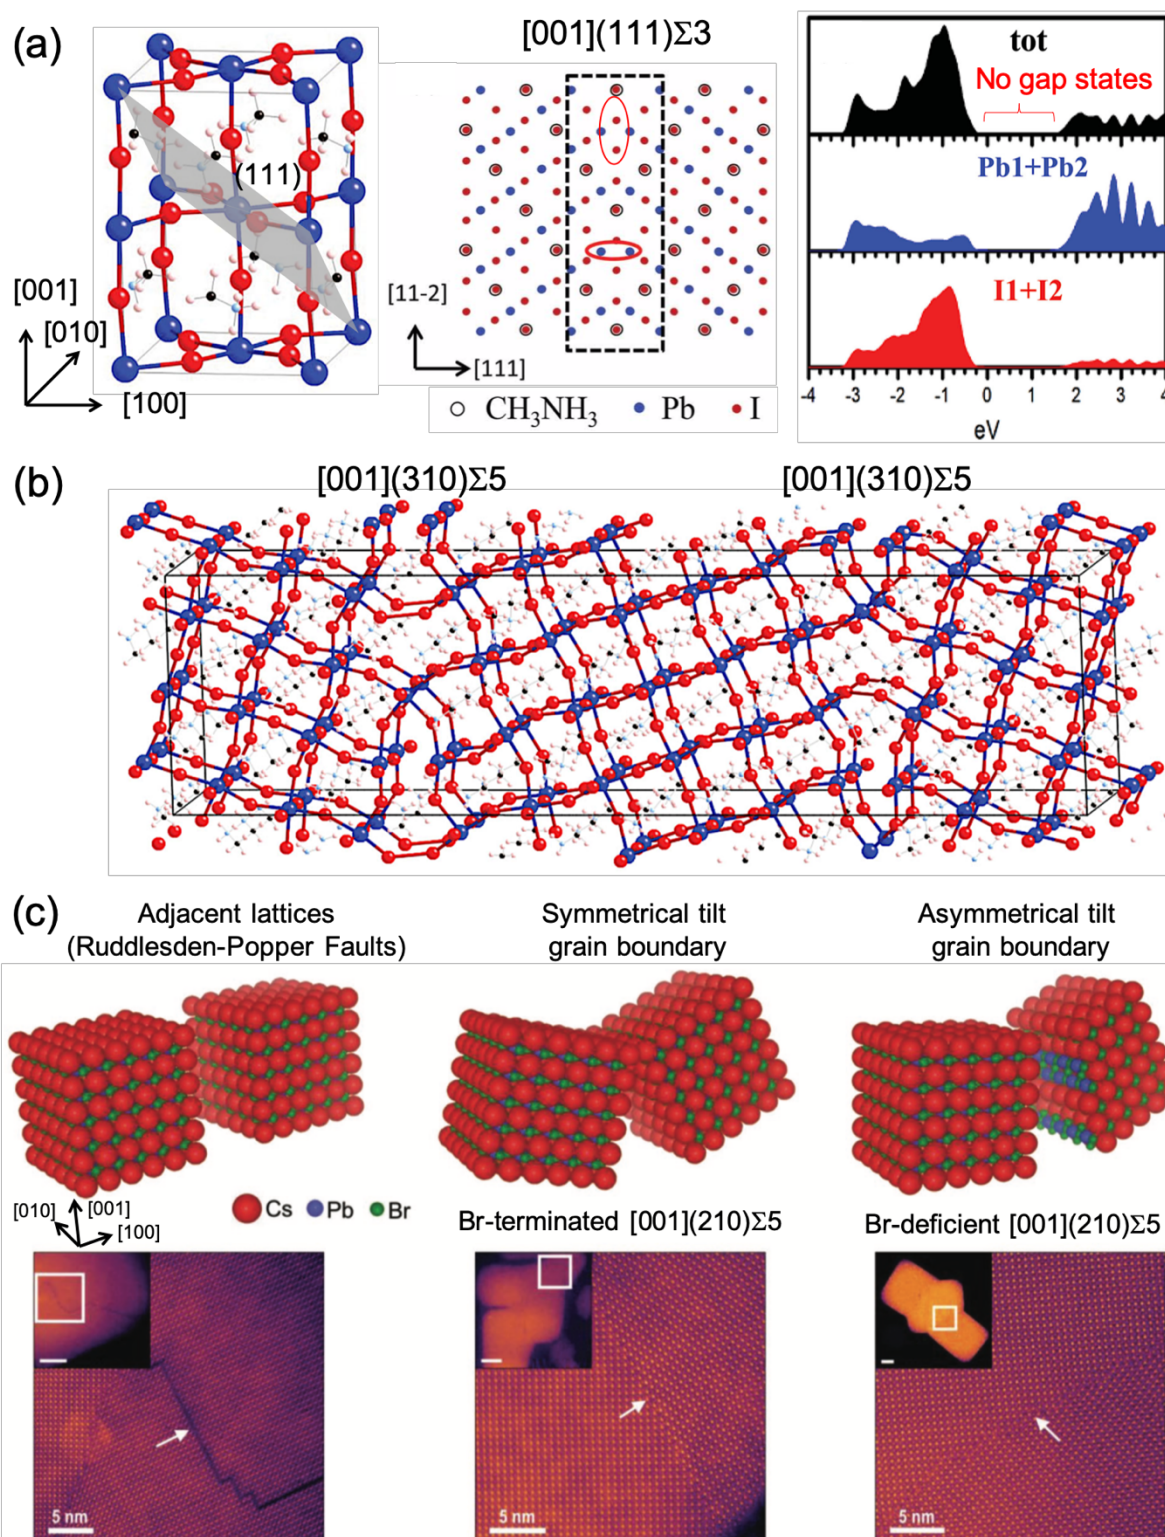 (a)
[001](111)Σ3
(111)
[001]
[010]
[100]
[11-2]
[111]
CH₃NH₃ Pb I
tot
No gap states
Pb1+Pb2
I1+I2
-4 -3 -2 -1 0 1 2 3 4
eV
(b)
[001](310)Σ5 [001](310)Σ5
(c)
Adjacent lattices
(Ruddlesden-Popper Faults)
Symmetrical tilt
grain boundary
Asymmetrical tilt
grain boundary
[010]
[001]
[100]
Cs Pb Br
Br-terminated [001](210)Σ5
Br-deficient [001](210)Σ5
5 nm
5 nm
5 nm